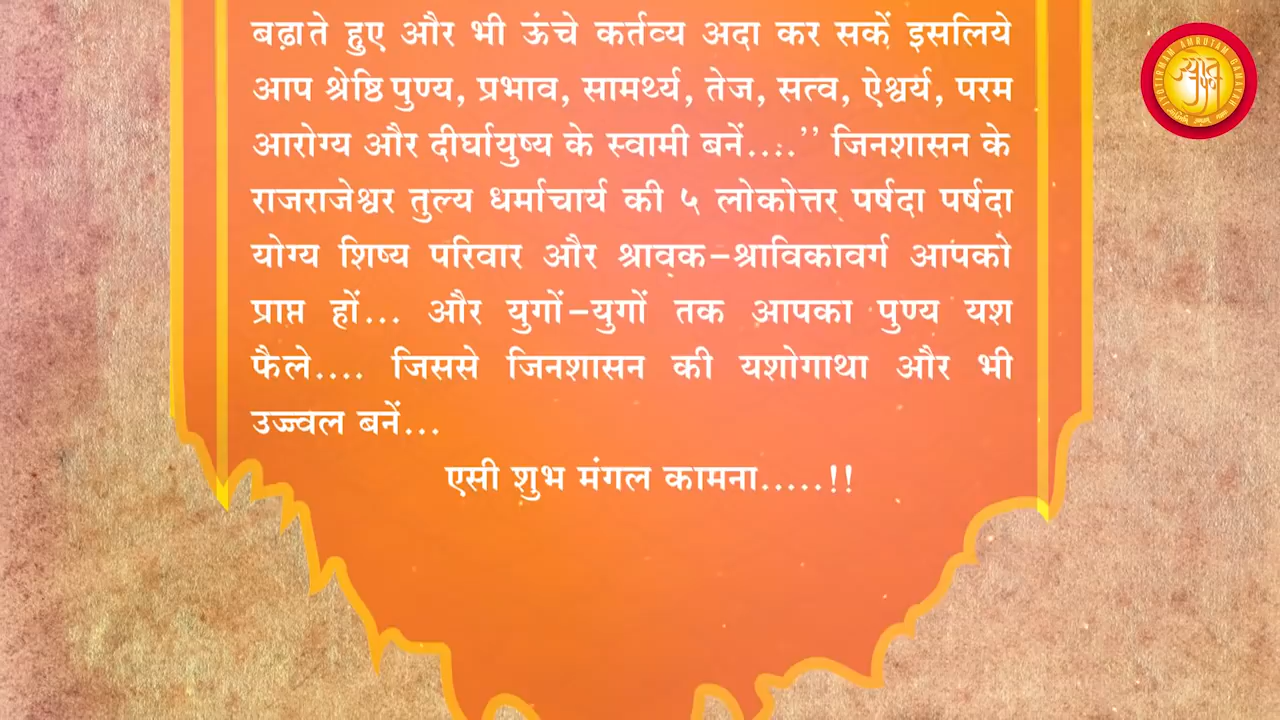 बढ़ाते हुए और भी ऊंचे कर्तव्य अदा कर सकें इसलिये
आप श्रेष्ठि पुण्य, प्रभाव, सामर्थ्य, तेज, सत्व, ऐश्वर्य, परम
आरोग्य और दीर्घायुष्य के स्वामी बनें....’’ जिनशासन के
राजराजेश्वर तुल्य धर्माचार्य की ५ लोकोत्तर पर्षदा पर्षदा
योग्य शिष्य परिवार और श्रावक-श्राविकावर्ग आपको
प्राप्त हों... और युगों-युगों तक आपका पुण्य यश
फैले.... जिससे जिनशासन की यशोगाथा और भी
उज्ज्वल बनें...
एसी शुभ मंगल कामना.....!!